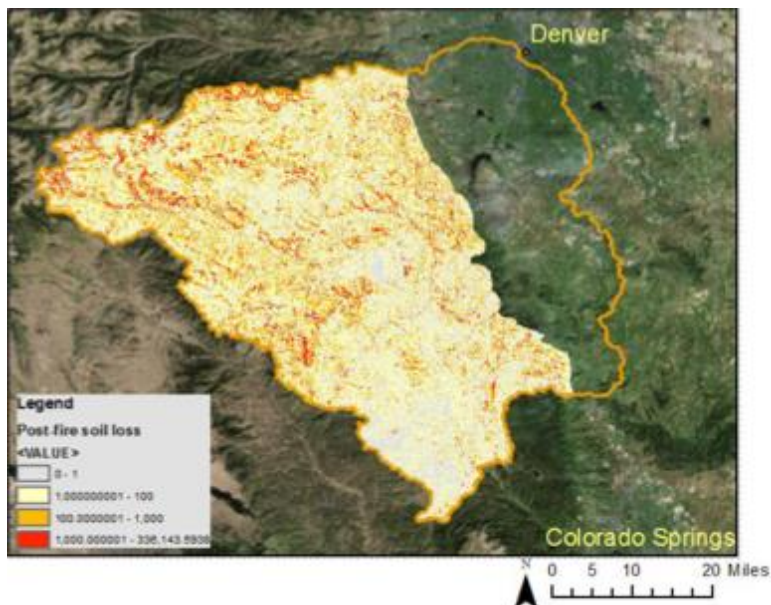 Denver
Legend
Post-fire soil loss
<VALUE>
0 - 1
1.000000001 - 100
100.0000001 - 1,000
1,000.000001 - 336,143.5938
Colorado Springs
N
0 5 10 20 Miles